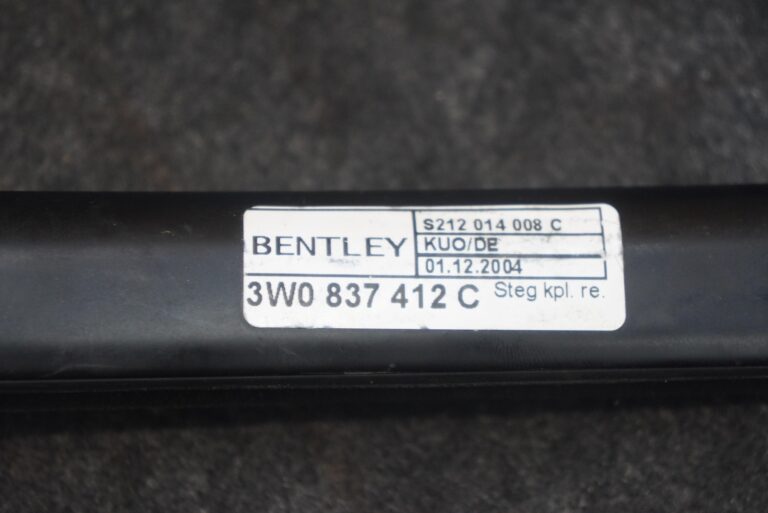 BENTLEY
S212 014 008 C
KUO/DE
01.12.2004
3W0 837 412 C Steg kpl. re.